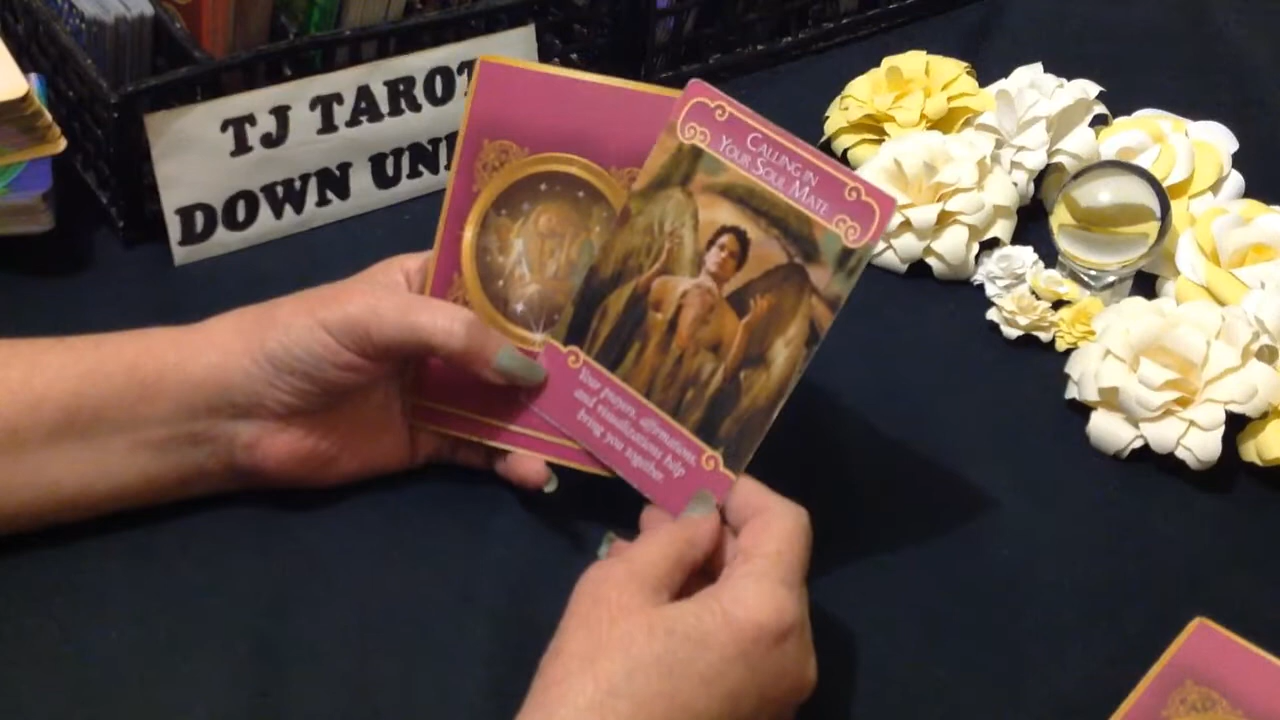 TJ TAROT
DOWN UN
CALLING IN
YOUR SOUL MATE
Your prayers, affirmations,
and visualizations help
bring you together.